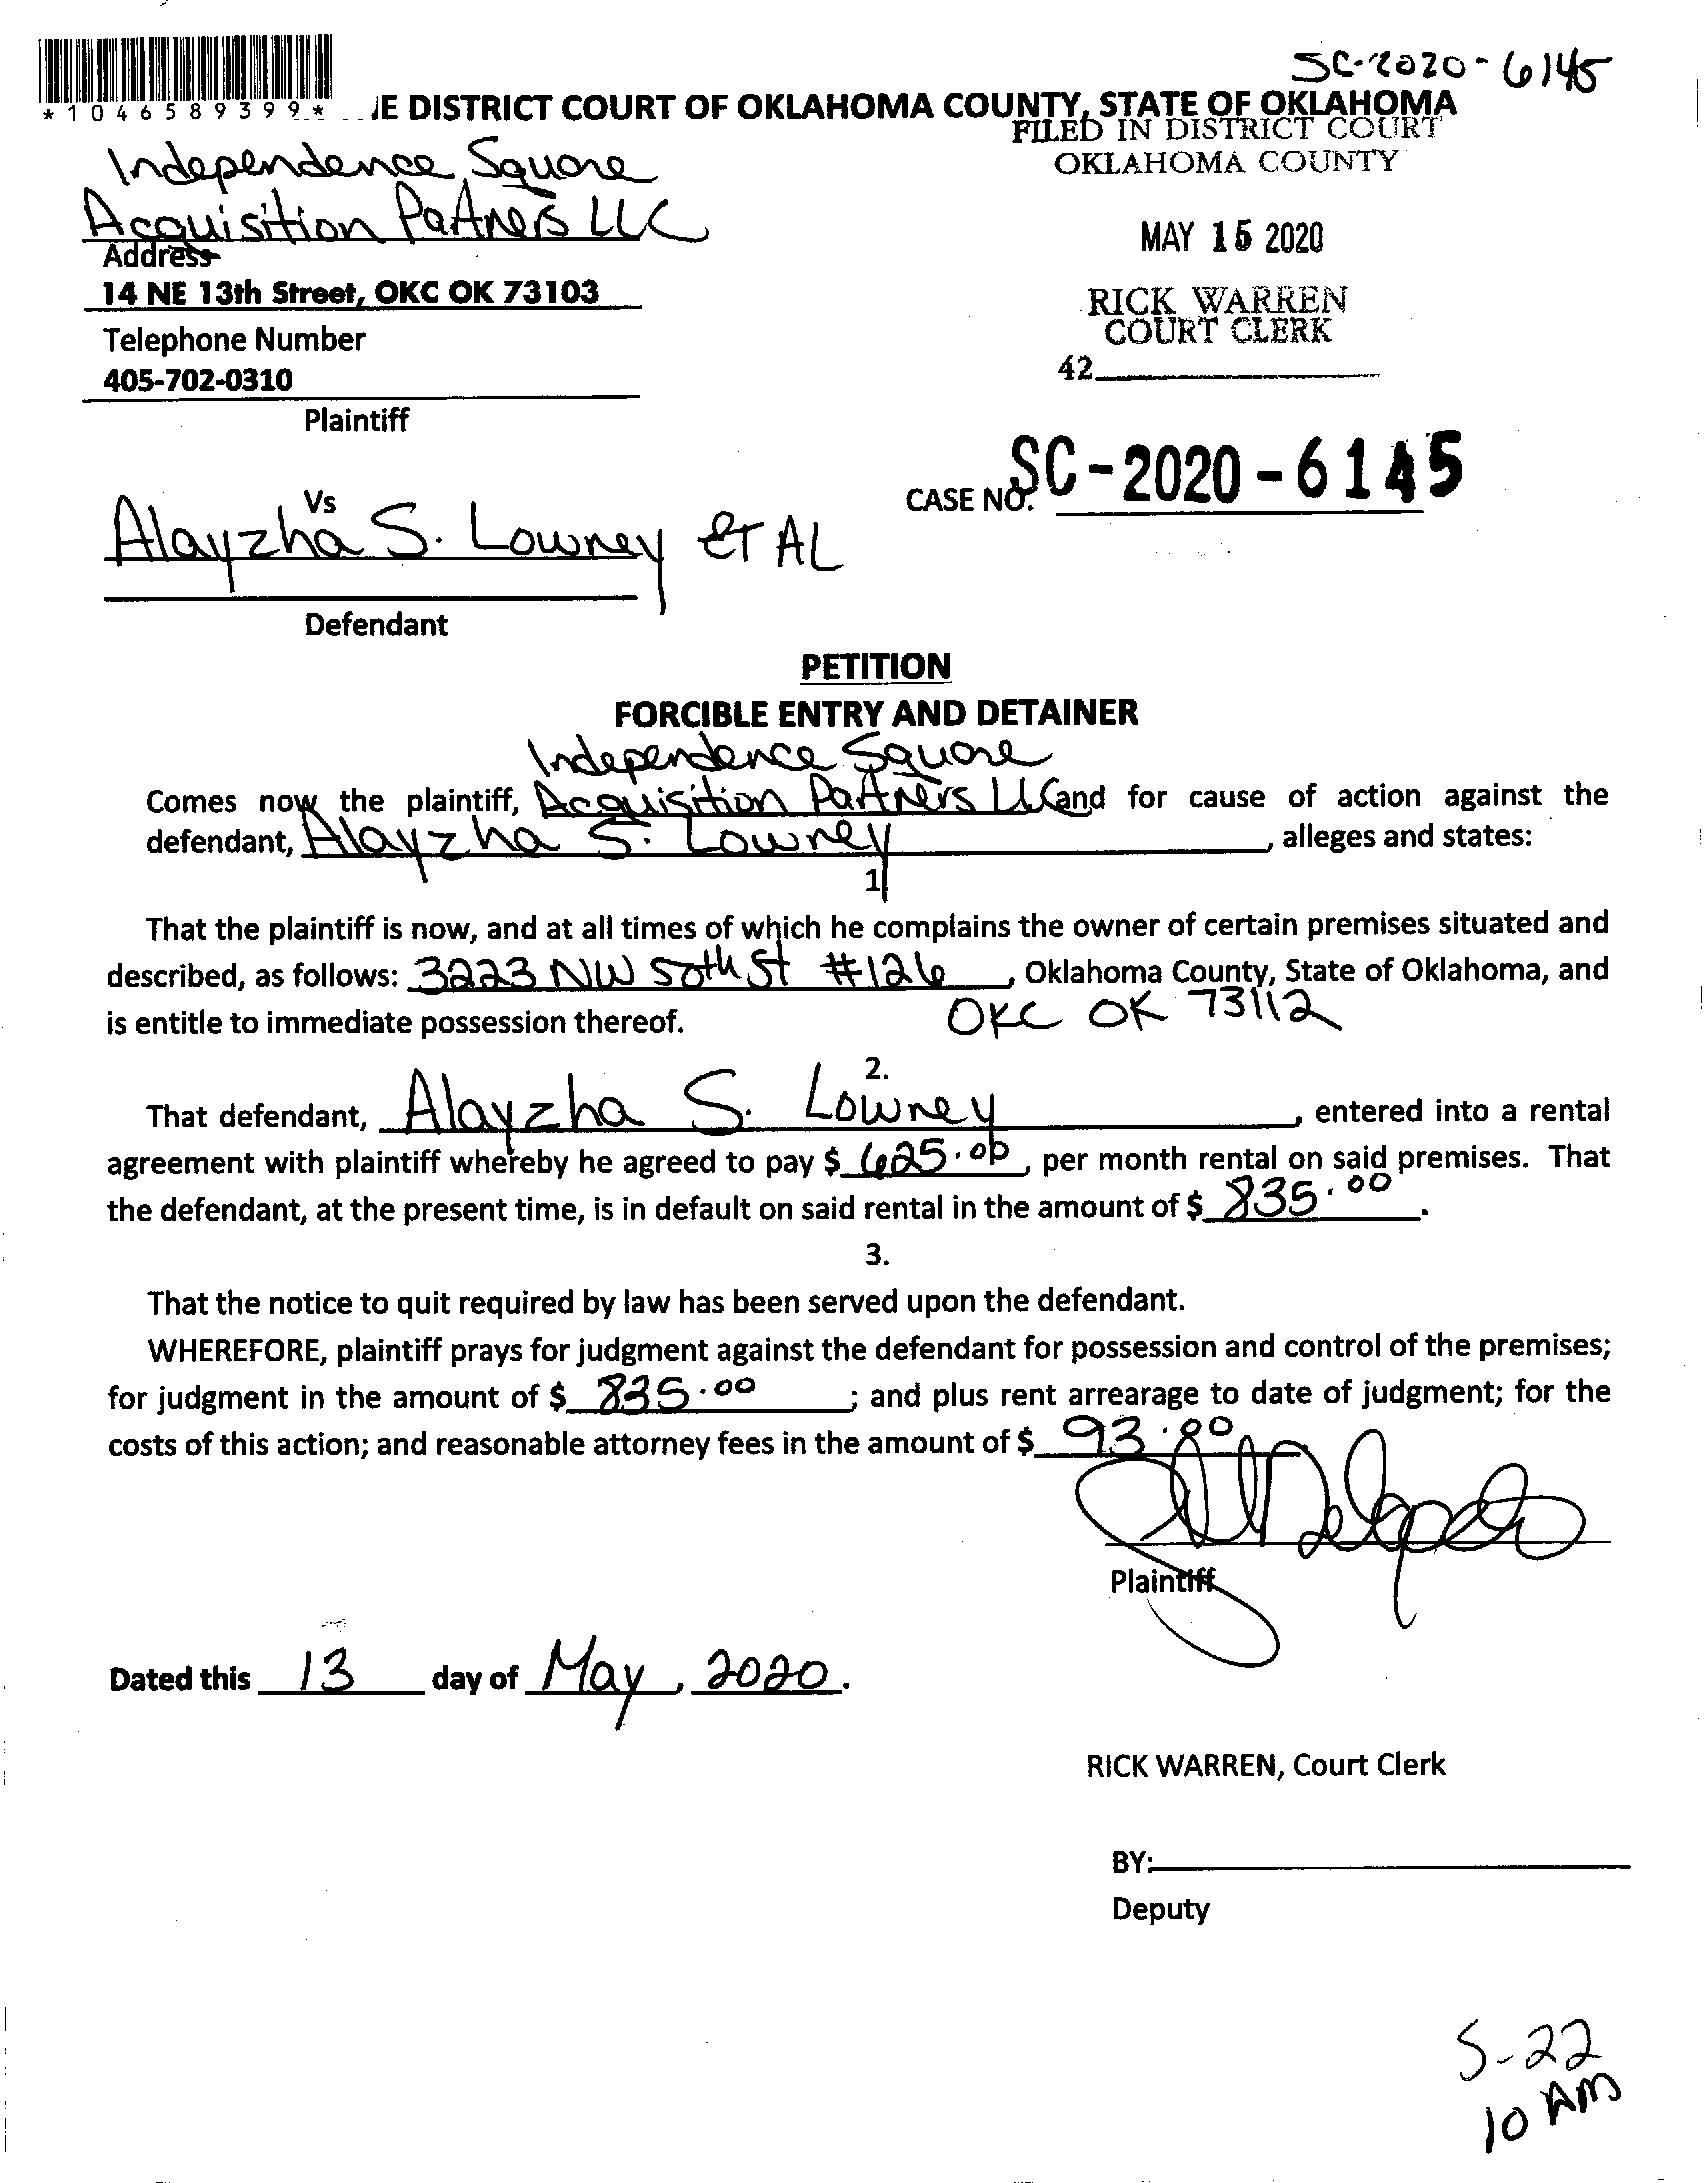 SC-2020-6145
*1046589399*
E DISTRICT COURT OF OKLAHOMA COUNTY, STATE OF OKLAHOMA
FILED IN DISTRICT COURT
OKLAHOMA COUNTY
Independence Square
Acquisition Partners LLC
MAY 15 2020
Address
14 NE 13th Street, OKC OK 73103
RICK WARREN
COURT CLERK
Telephone Number
42
405-702-0310
Plaintiff
CASE NO. SC-2020-6145
Vs
Alayzha S. Lowney ET AL
Defendant
PETITION
FORCIBLE ENTRY AND DETAINER
Independence Square
Comes now the plaintiff, Acquisition Partners LLC and for cause of action against the
defendant, Alayzha S. Lowney, alleges and states:
1
That the plaintiff is now, and at all times of which he complains the owner of certain premises situated and
described, as follows: 3223 NW 50th St #126, Oklahoma County, State of Oklahoma, and
OKC OK 73112
is entitle to immediate possession thereof.
2.
That defendant, Alayzha S. Lowney, entered into a rental
agreement with plaintiff whereby he agreed to pay $ 625.00, per month rental on said premises. That
the defendant, at the present time, is in default on said rental in the amount of $ 835.00.
3.
That the notice to quit required by law has been served upon the defendant.
WHEREFORE, plaintiff prays for judgment against the defendant for possession and control of the premises;
for judgment in the amount of $ 835.00; and plus rent arrearage to date of judgment; for the
costs of this action; and reasonable attorney fees in the amount of $ 93.80
Plaintiff
Dated this 13 day of May, 2020.
RICK WARREN, Court Clerk
BY:
Deputy
5-22
10 AM